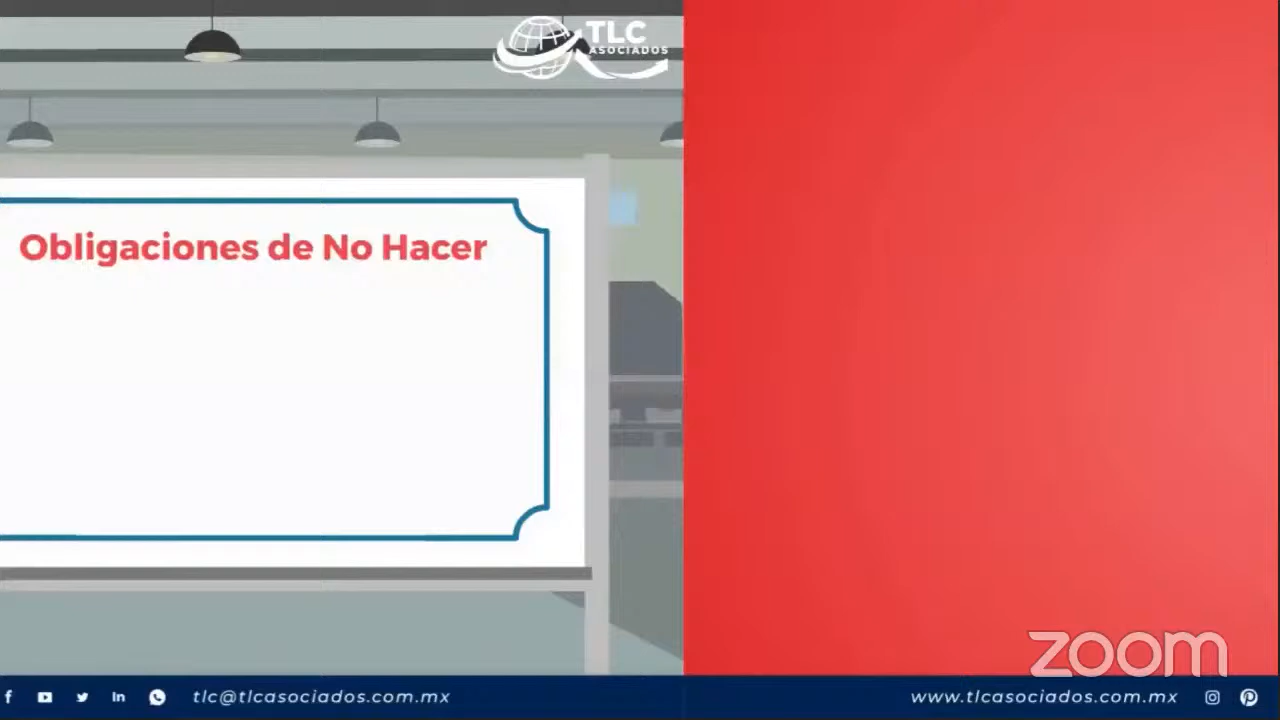 TLC
ASOCIADOS
Obligaciones de No Hacer
zoom
tlc@tlcasociados.com.mx
www.tlcasociados.com.mx